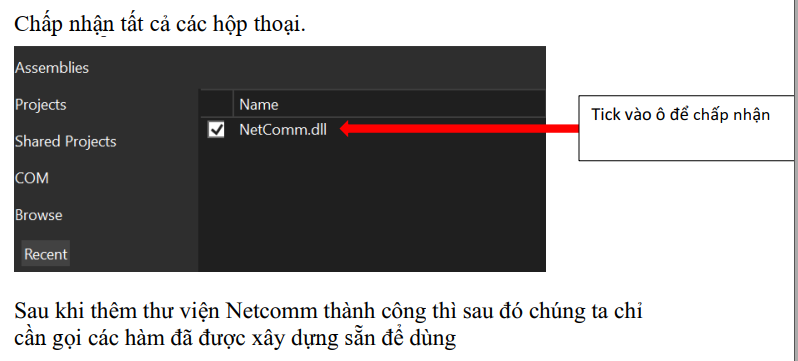 Chấp nhận tất cả các hộp thoại.
Assemblies
Projects
Shared Projects
COM
Browse
Recent
Name
NetComm.dll
Tick vào ô để chấp nhận
Sau khi thêm thư viện Netcomm thành công thì sau đó chúng ta chỉ
cần gọi các hàm đã được xây dựng sẵn để dùng